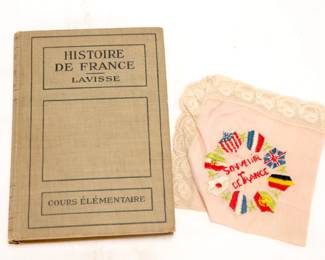 HISTOIRE
DE FRANCE
LAVISSE
COURS ÉLÉMENTAIRE
SOUVENIR
DE FRANCE